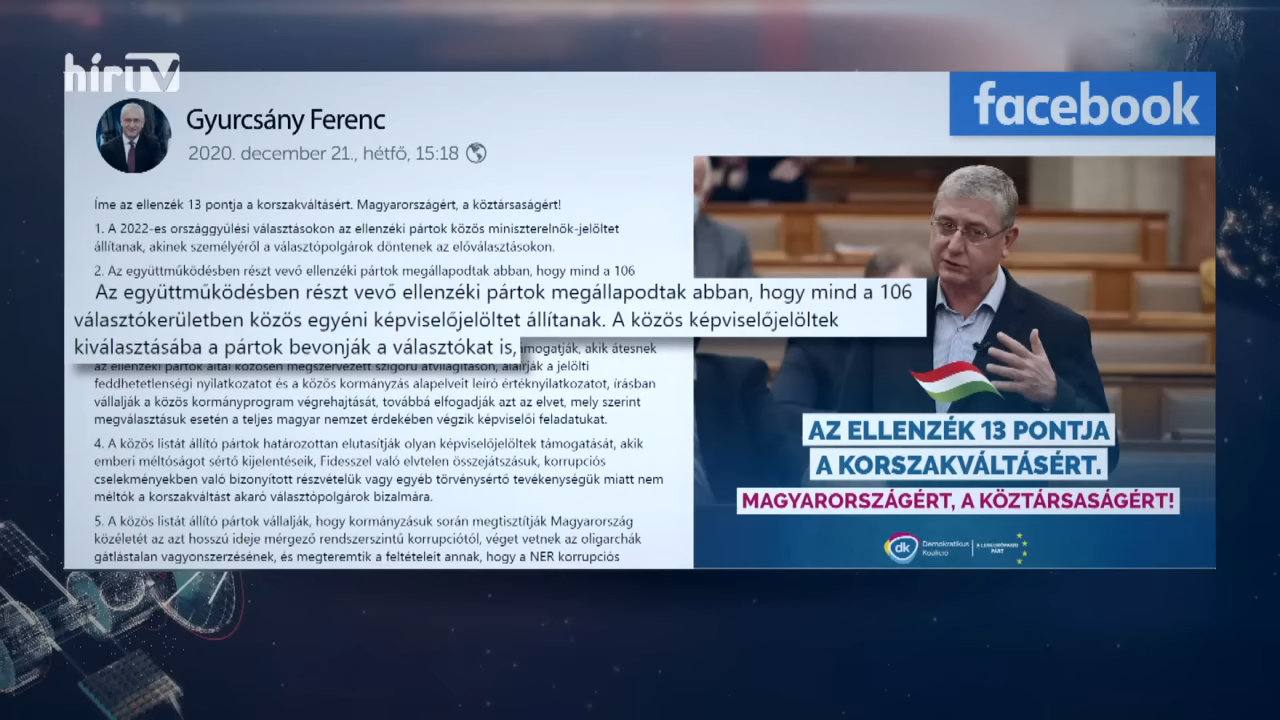 hír TV
facebook
Gyurcsány Ferenc
2020. december 21., hétfő, 15:18
Íme az ellenzék 13 pontja a korszakváltásért. Magyarországért, a köztársaságért!
1. A 2022-es országgyűlési választásokon az ellenzéki pártok közös miniszterelnök-jelöltet
állítanak, akinek személyéről a választópolgárok döntenek az előválasztásokon.
2. Az együttműködésben részt vevő ellenzéki pártok megállapodtak abban, hogy mind a 106
Az együttműködésben részt vevő ellenzéki pártok megállapodtak abban, hogy mind a 106
választókerületben közös egyéni képviselőjelöltet állítanak. A közös képviselőjelöltek
kiválasztásába a pártok bevonják a választókat is,
akik átesnek
az ellenzéki pártok által közösen megszervezett szigorú átvilágításon, aláírják a jelölti
feddhetetlenségi nyilatkozatot és a közös kormányzás alapelveit leíró értéknyilatkozatot, írásban
vállalják a közös kormányprogram végrehajtását, továbbá elfogadják azt az elvet, mely szerint
megválasztásuk esetén a teljes magyar nemzet érdekében végzik képviselői feladatukat.
4. A közös listát állító pártok határozottan elutasítják olyan képviselőjelöltek támogatását, akik
emberi méltóságot sértő kijelentéseik, Fidesszel való elvtelen összejátszásuk, korrupciós
cselekményekben való bizonyított részvételük vagy egyéb törvénysértő tevékenységük miatt nem
méltók a korszakváltást akaró választópolgárok bizalmára.
5. A közös listát állító pártok vállalják, hogy kormányzásuk során megtisztítják Magyarország
közéletét az azt hosszú ideje mérgező rendszerszintű korrupciótól, véget vetnek az oligarchák
gátlástalan vagyonszerzésének, és megteremtik a feltételeit annak, hogy a NER korrupciós
AZ ELLENZÉK 13 PONTJA
A KORSZAKVÁLTÁSÉRT.
MAGYARORSZÁGÉRT, A KÖZTÁRSASÁGÉRT!
dk
Demokratikus
Koalíció
PÁRT